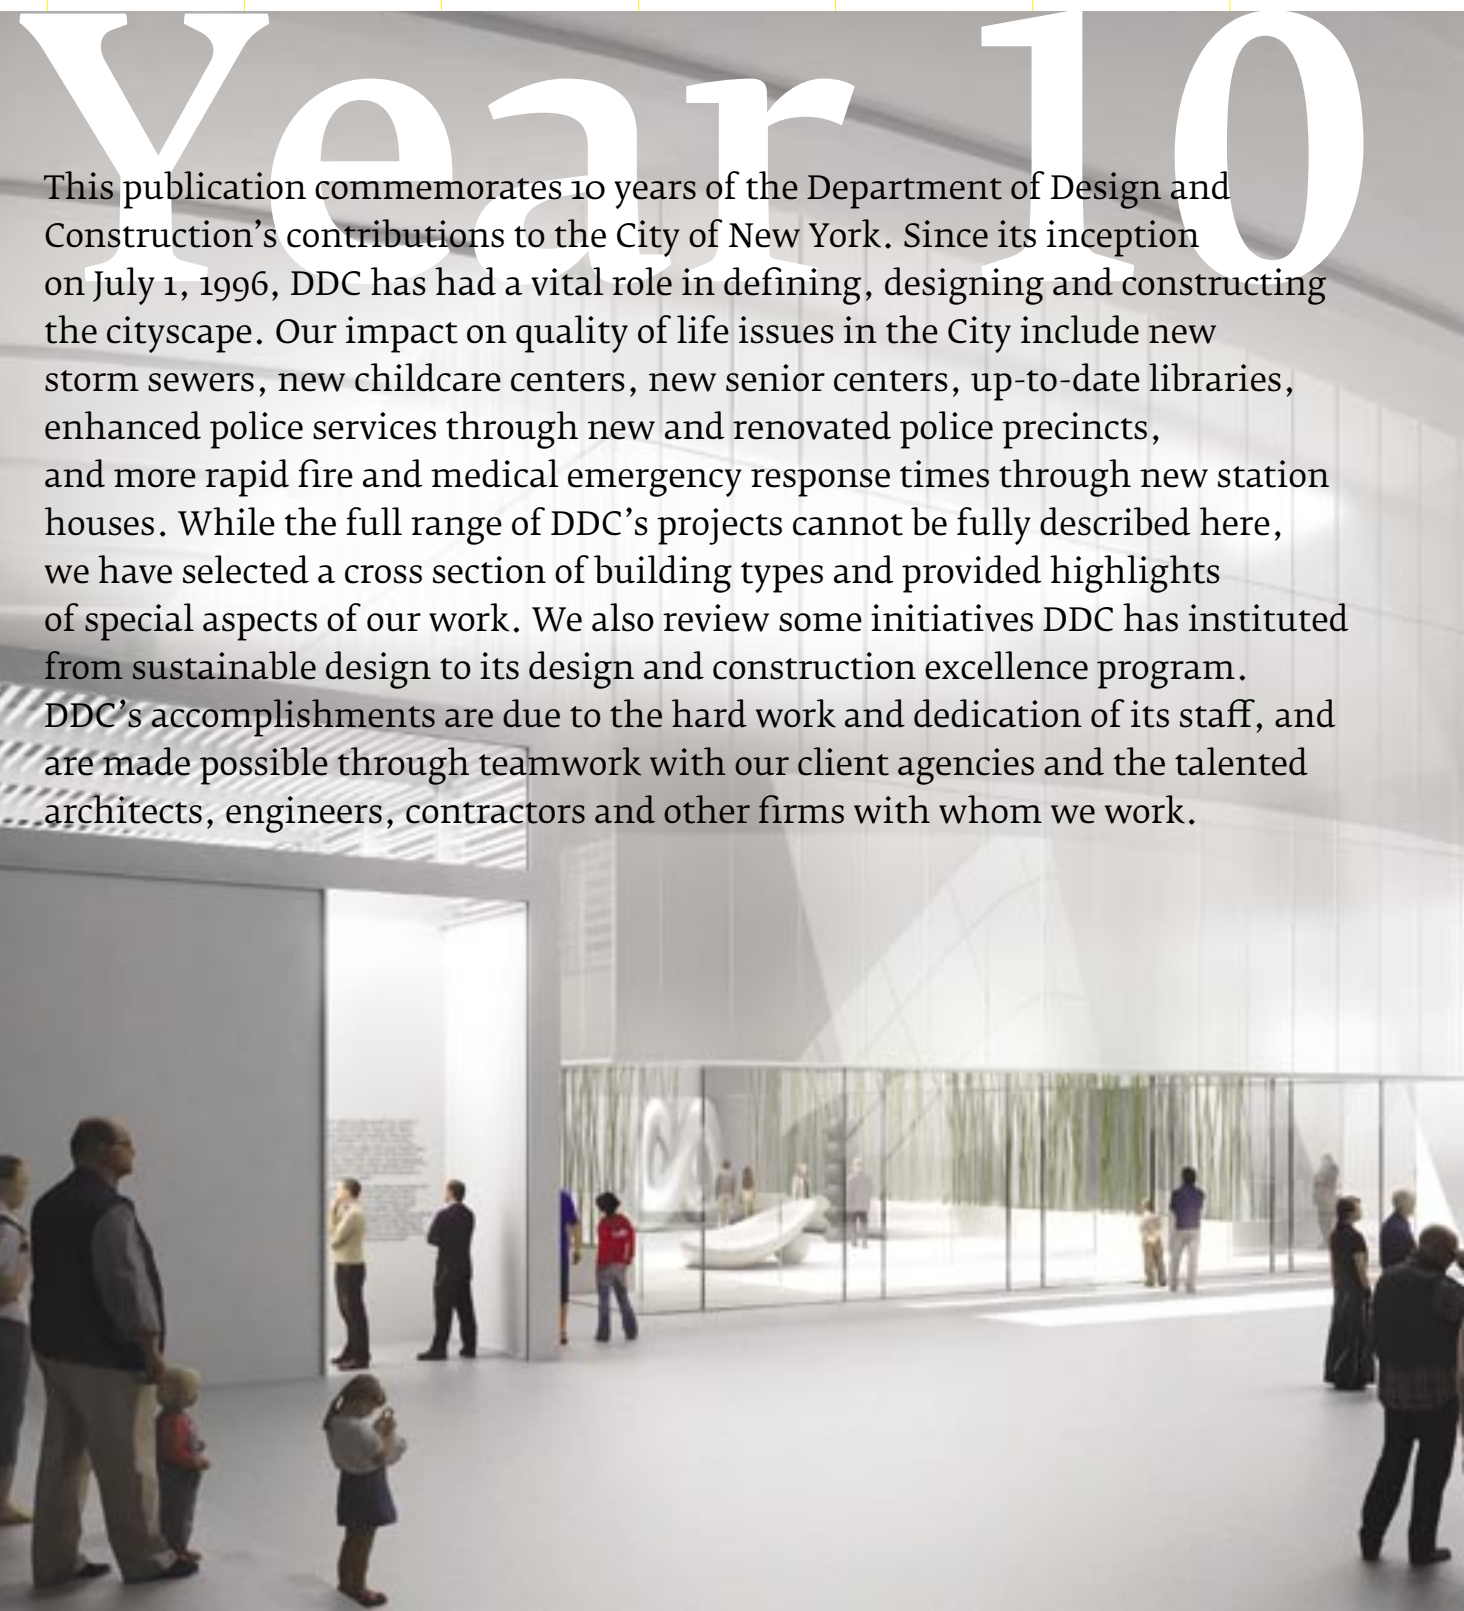 Year 10
This publication commemorates 10 years of the Department of Design and
Construction’s contributions to the City of New York. Since its inception
on July 1, 1996, DDC has had a vital role in defining, designing and constructing
the cityscape. Our impact on quality of life issues in the City include new
storm sewers, new childcare centers, new senior centers, up-to-date libraries,
enhanced police services through new and renovated police precincts,
and more rapid fire and medical emergency response times through new station
houses. While the full range of DDC’s projects cannot be fully described here,
we have selected a cross section of building types and provided highlights
of special aspects of our work. We also review some initiatives DDC has instituted
from sustainable design to its design and construction excellence program.
DDC’s accomplishments are due to the hard work and dedication of its staff, and
are made possible through teamwork with our client agencies and the talented
architects, engineers, contractors and other firms with whom we work.